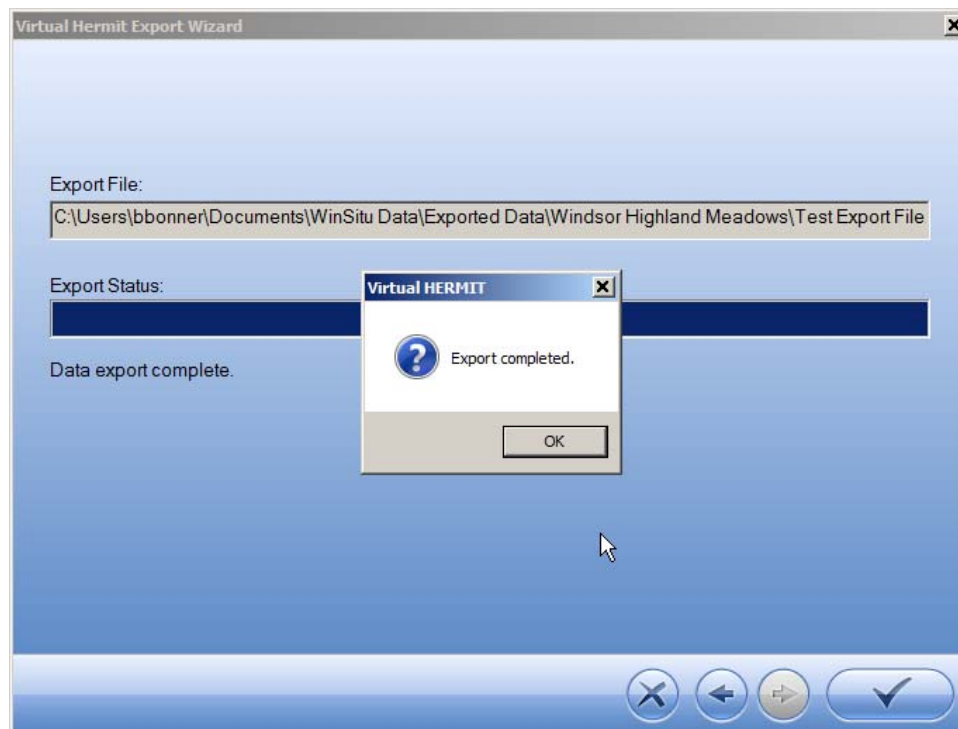 Virtual Hermit Export Wizard
Export File:
C:\Users\bbonner\Documents\WinSitu Data\Exported Data\Windsor Highland Meadows\Test Export File
Export Status:
Virtual HERMIT
Export completed.
OK
Data export complete.